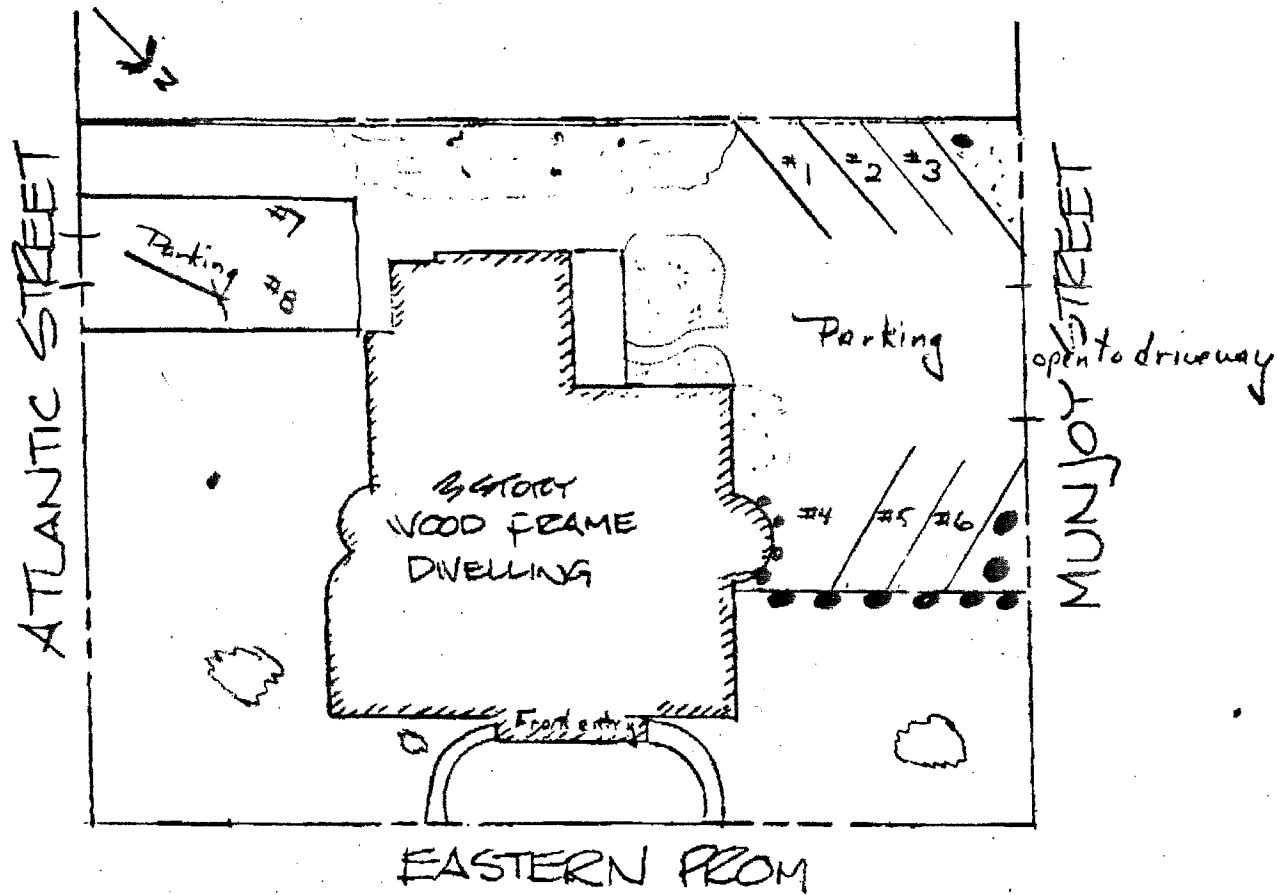 N
ATLANTIC STREET
Parking
#7
#8
#1
#2
#3
Parking
MUNJOY STREET
open to driveway
3 STORY
WOOD FRAME
DWELLING
#4
#5
#6
Front entry
EASTERN PROM